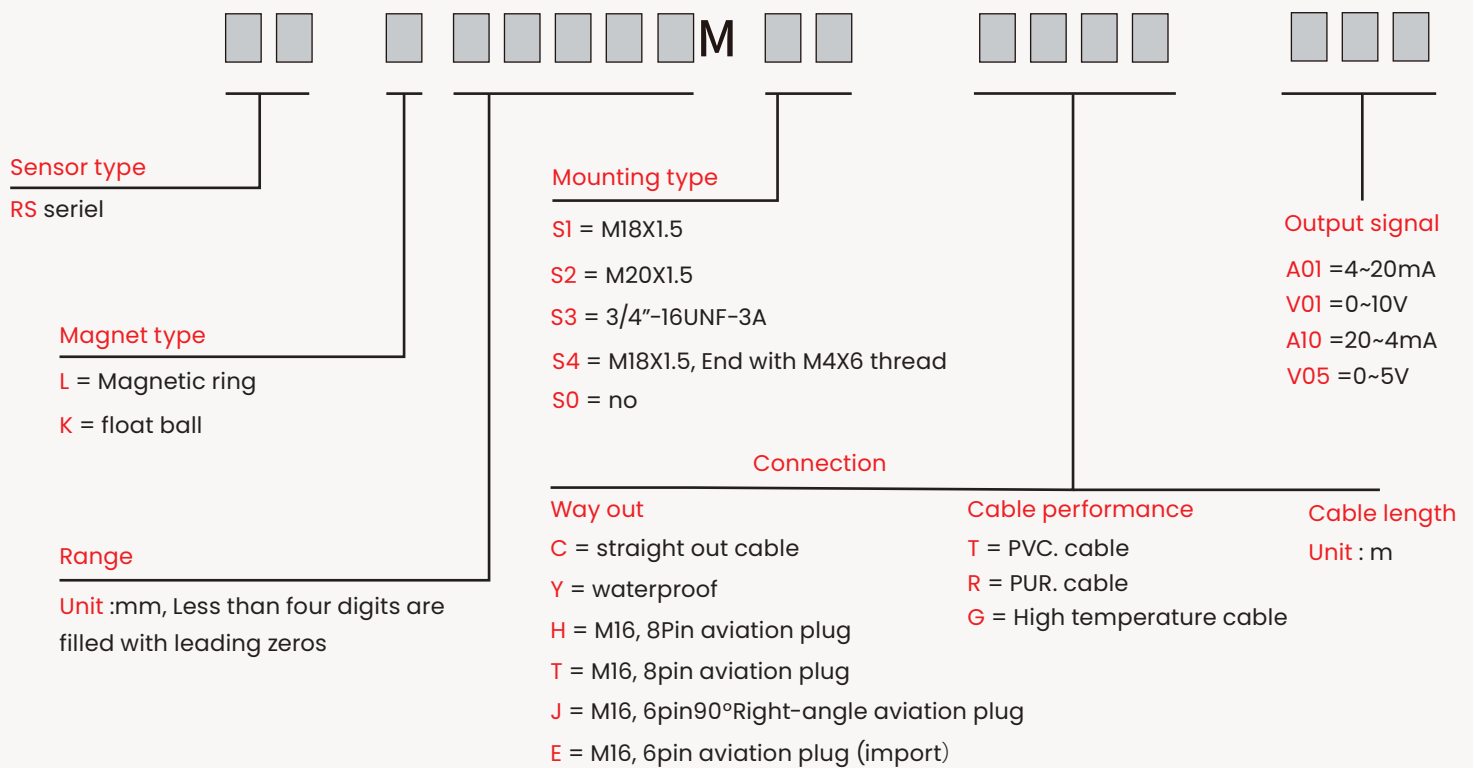 M
Sensor type
RS seriel
Magnet type
L = Magnetic ring
K = float ball
Range
Unit :mm, Less than four digits are
filled with leading zeros
Mounting type
S1 = M18X1.5
S2 = M20X1.5
S3 = 3/4”-16UNF-3A
S4 = M18X1.5, End with M4X6 thread
S0 = no
Connection
Way out
C = straight out cable
Y = waterproof
H = M16, 8Pin aviation plug
T = M16, 8pin aviation plug
J = M16, 6pin90°Right-angle aviation plug
E = M16, 6pin aviation plug (import）
Cable performance
T = PVC. cable
R = PUR. cable
G = High temperature cable
Cable length
Unit : m
Output signal
A01 =4~20mA
V01 =0~10V
A10 =20~4mA
V05 =0~5V